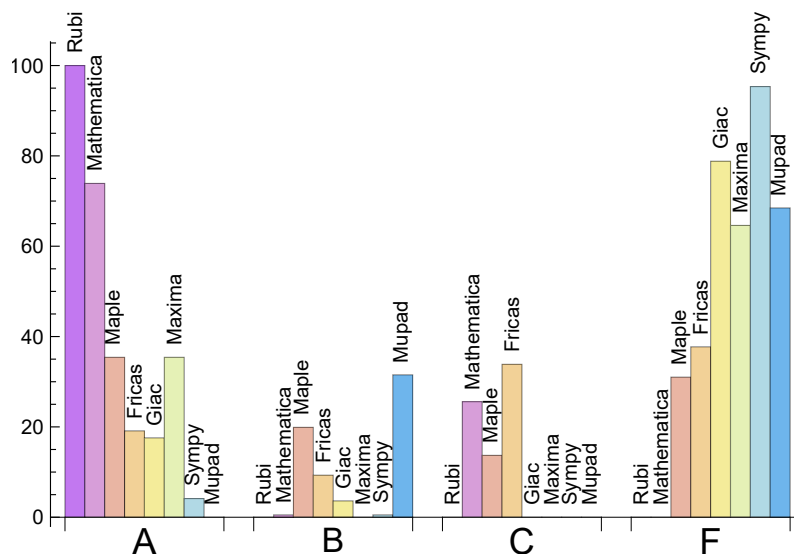 100
80
60
40
20
0
Rubi
Mathematica
Maple
Fricas
Giac
Maxima
Sympy
Mupad
Rubi
Mathematica
Maple
Fricas
Giac
Maxima
Sympy
Mupad
Rubi
Mathematica
Maple
Fricas
Giac
Maxima
Sympy
Mupad
Rubi
Mathematica
Maple
Fricas
Giac
Maxima
Sympy
Mupad
A
B
C
F